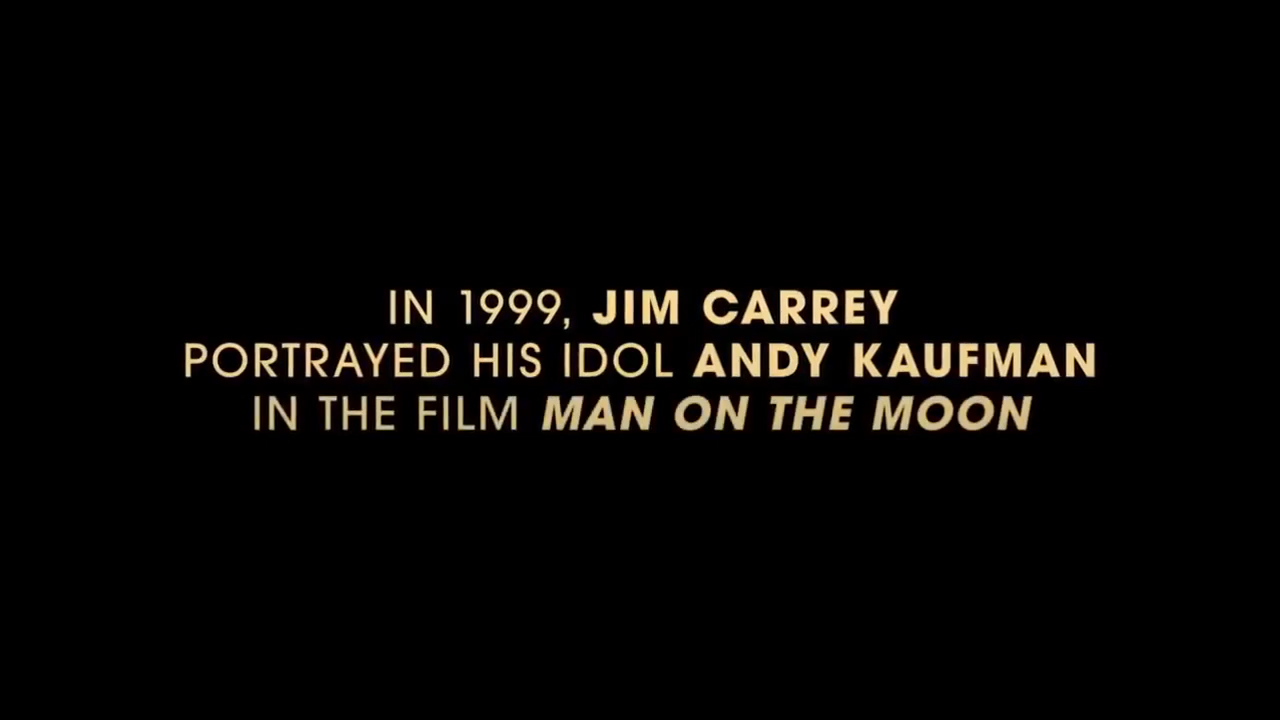 IN 1999, JIM CARREY
PORTRAYED HIS IDOL ANDY KAUFMAN
IN THE FILM MAN ON THE MOON